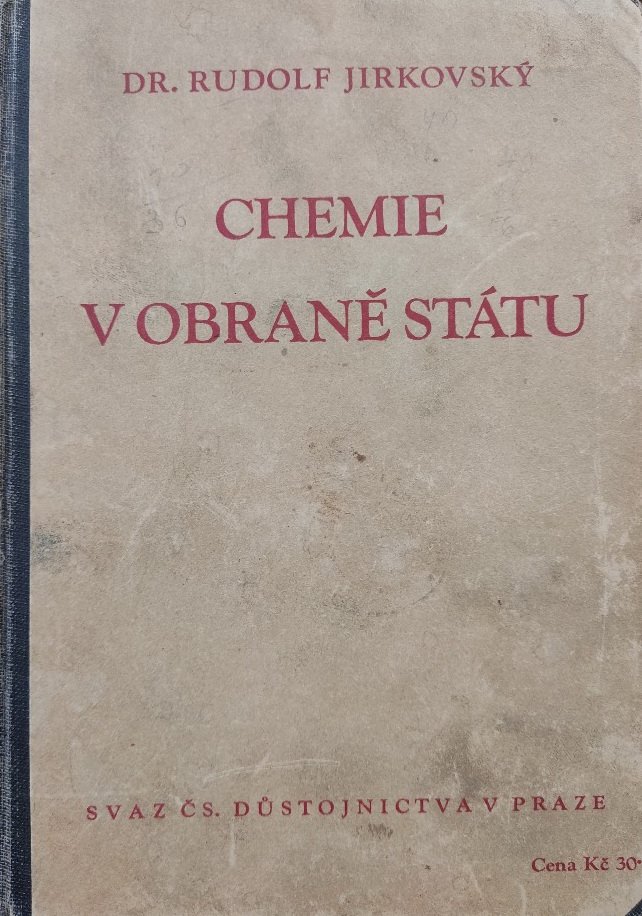 DR. RUDOLF JIRKOVSKÝ
CHEMIE
V OBRANĚ STÁTU
SVAZ ČS. DŮSTOJNICTVA V PRAZE
Cena Kč 30·